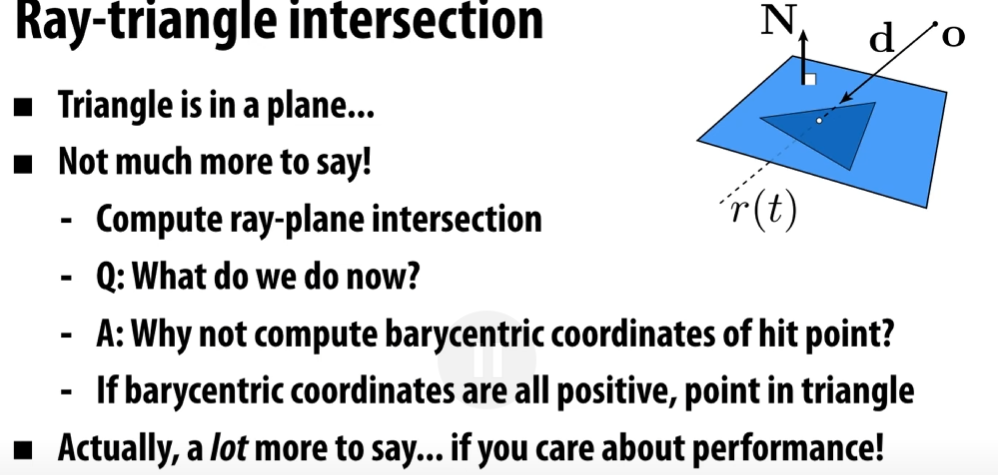 Ray-triangle intersection
■ Triangle is in a plane...
■ Not much more to say!
- Compute ray-plane intersection
- Q: What do we do now?
- A: Why not compute barycentric coordinates of hit point?
- If barycentric coordinates are all positive, point in triangle
■ Actually, a lot more to say... if you care about performance!
N
d
o
r(t)